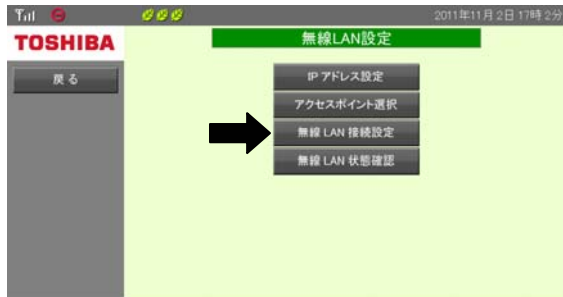 2011年11月2日17時2分
TOSHIBA
無線LAN設定
戻る
IPアドレス設定
アクセスポイント選択
無線 LAN 接続設定
無線 LAN 状態確認